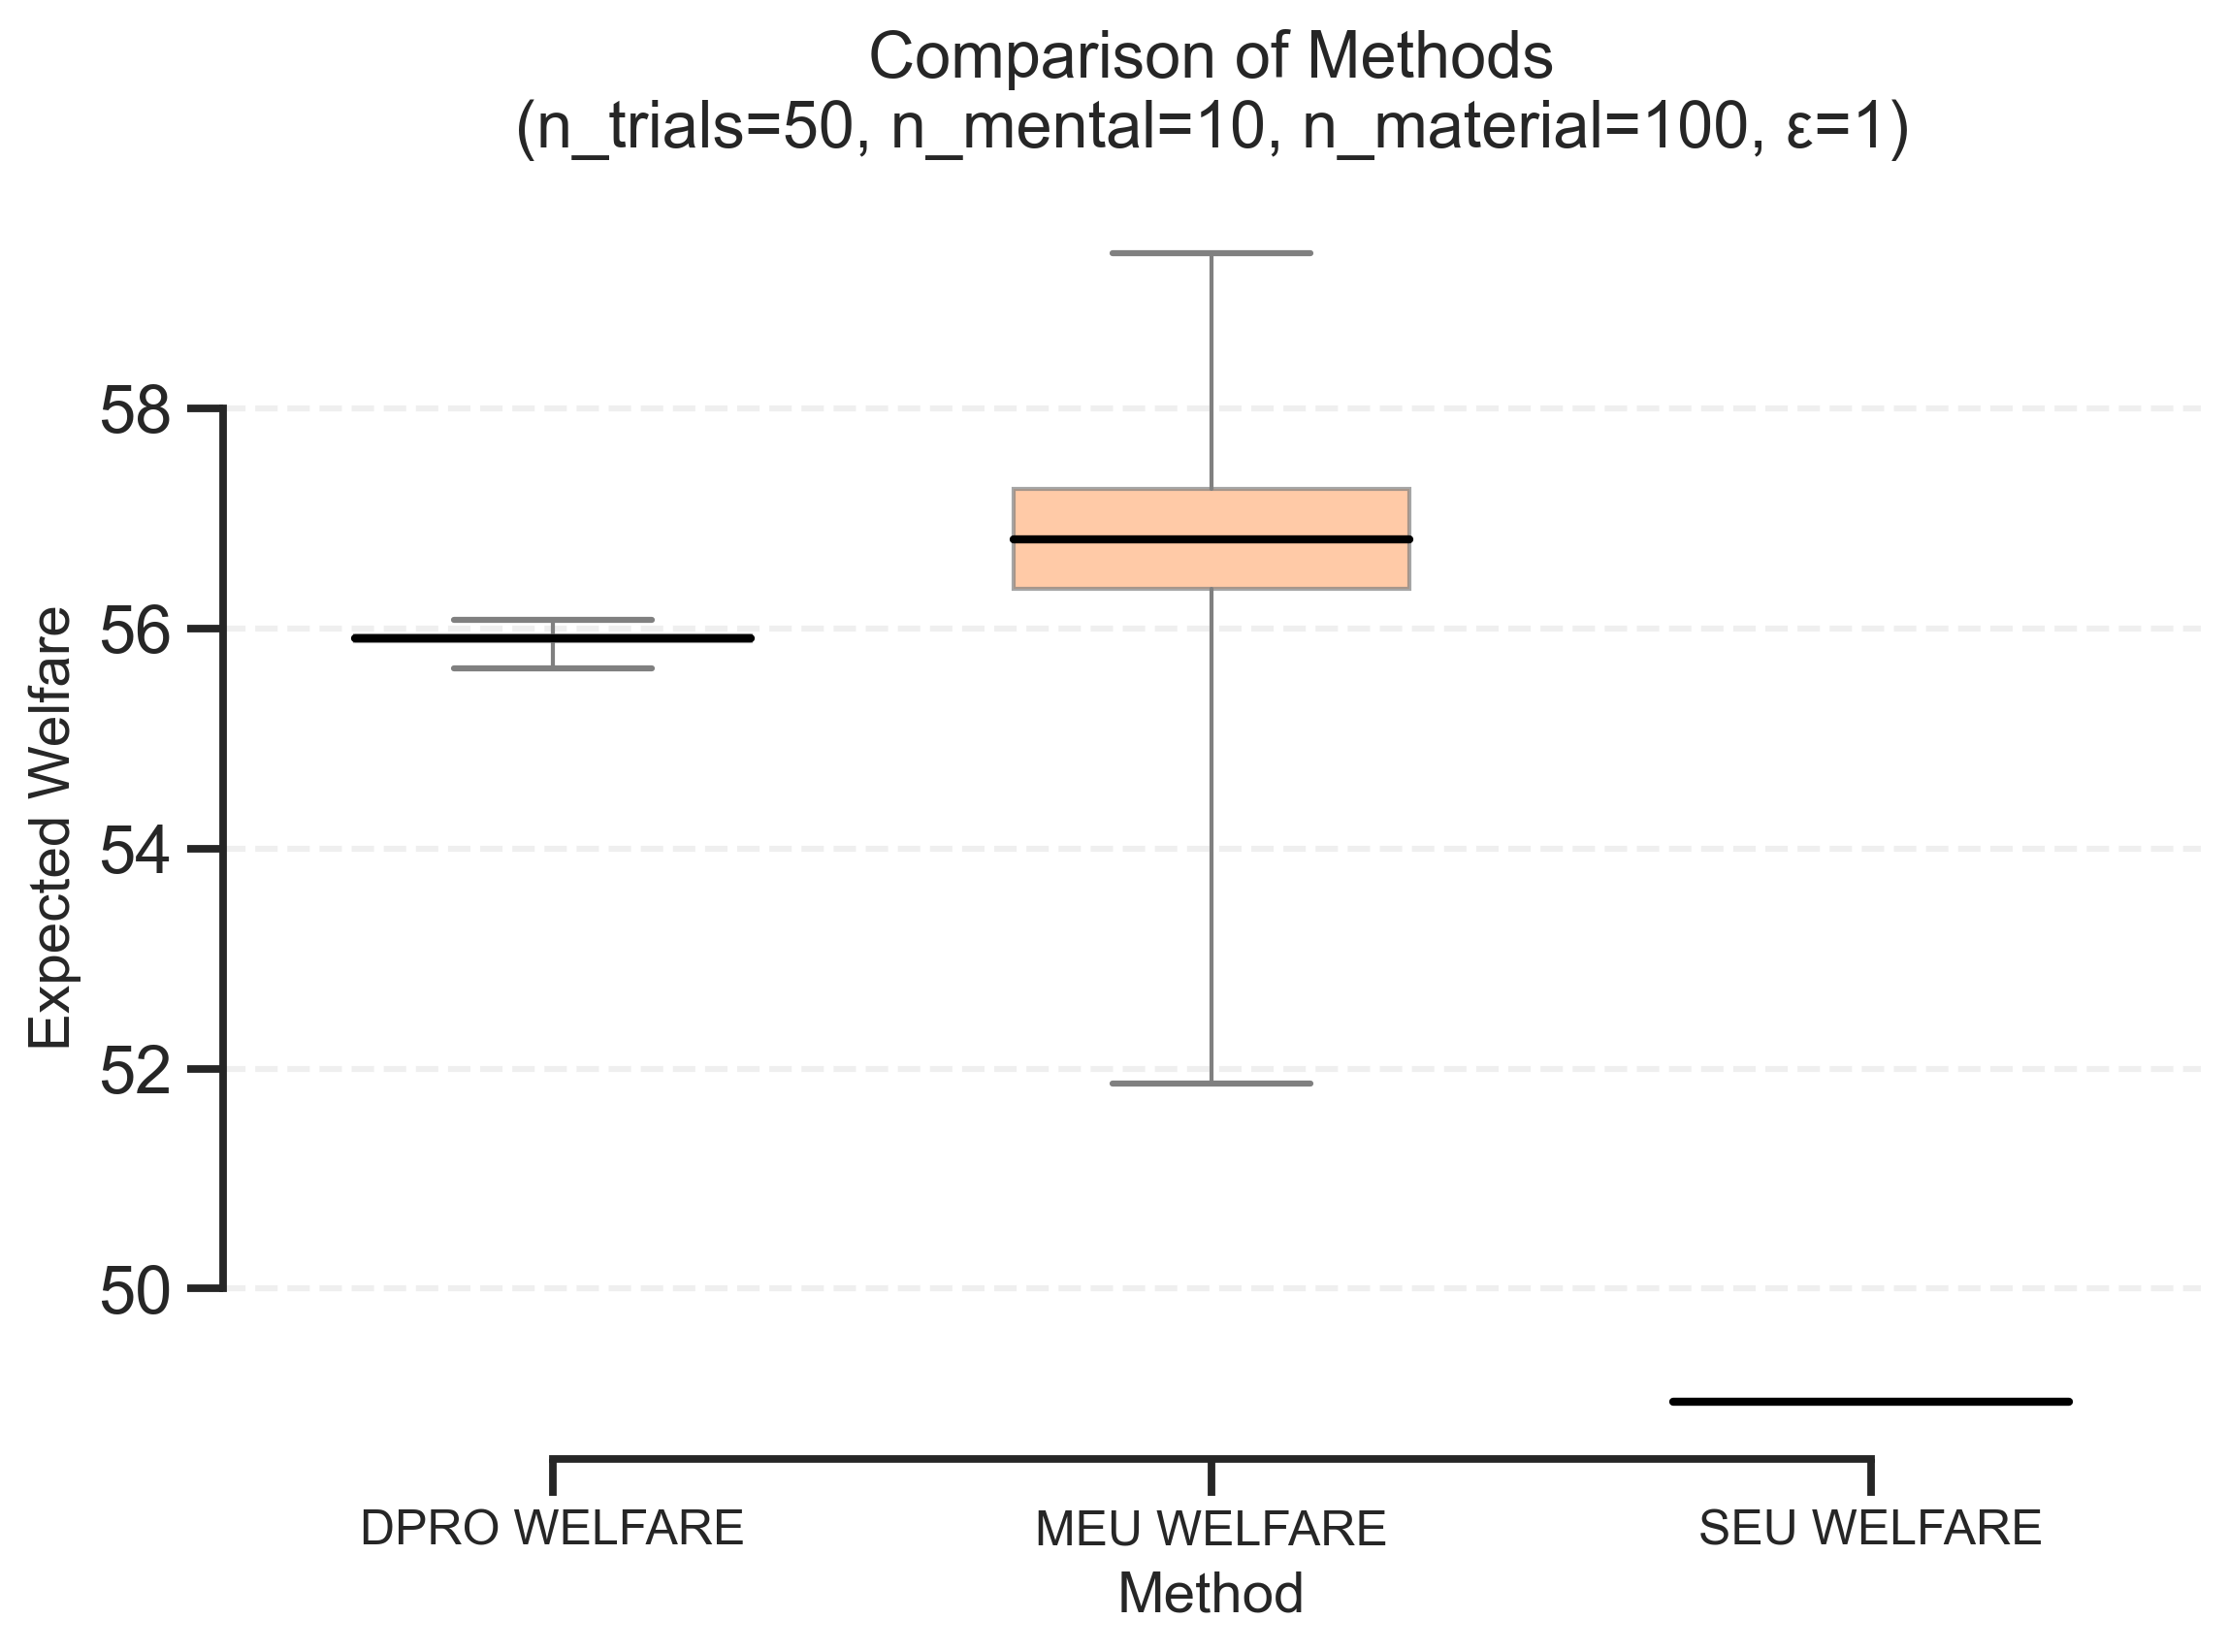 Comparison of Methods
(n_trials=50, n_mental=10, n_material=100, ε=1)
Expected Welfare
58
56
54
52
50
DPRO WELFARE
MEU WELFARE
SEU WELFARE
Method